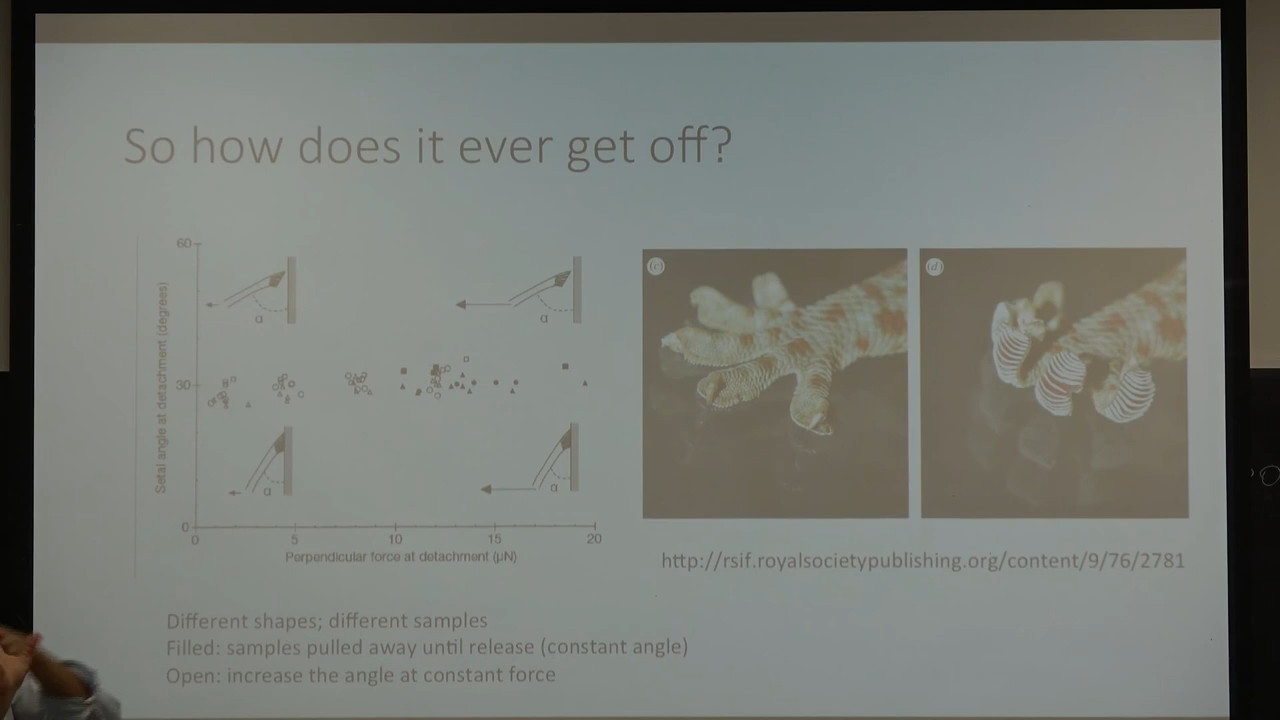 So how does it ever get off?
60
30
0
Setal angle at detachment (degrees)
α
α
α
α
0
5
10
15
20
Perpendicular force at detachment (µN)
(c)
(d)
http://rsif.royalsocietypublishing.org/content/9/76/2781
Different shapes; different samples
Filled: samples pulled away until release (constant angle)
Open: increase the angle at constant force